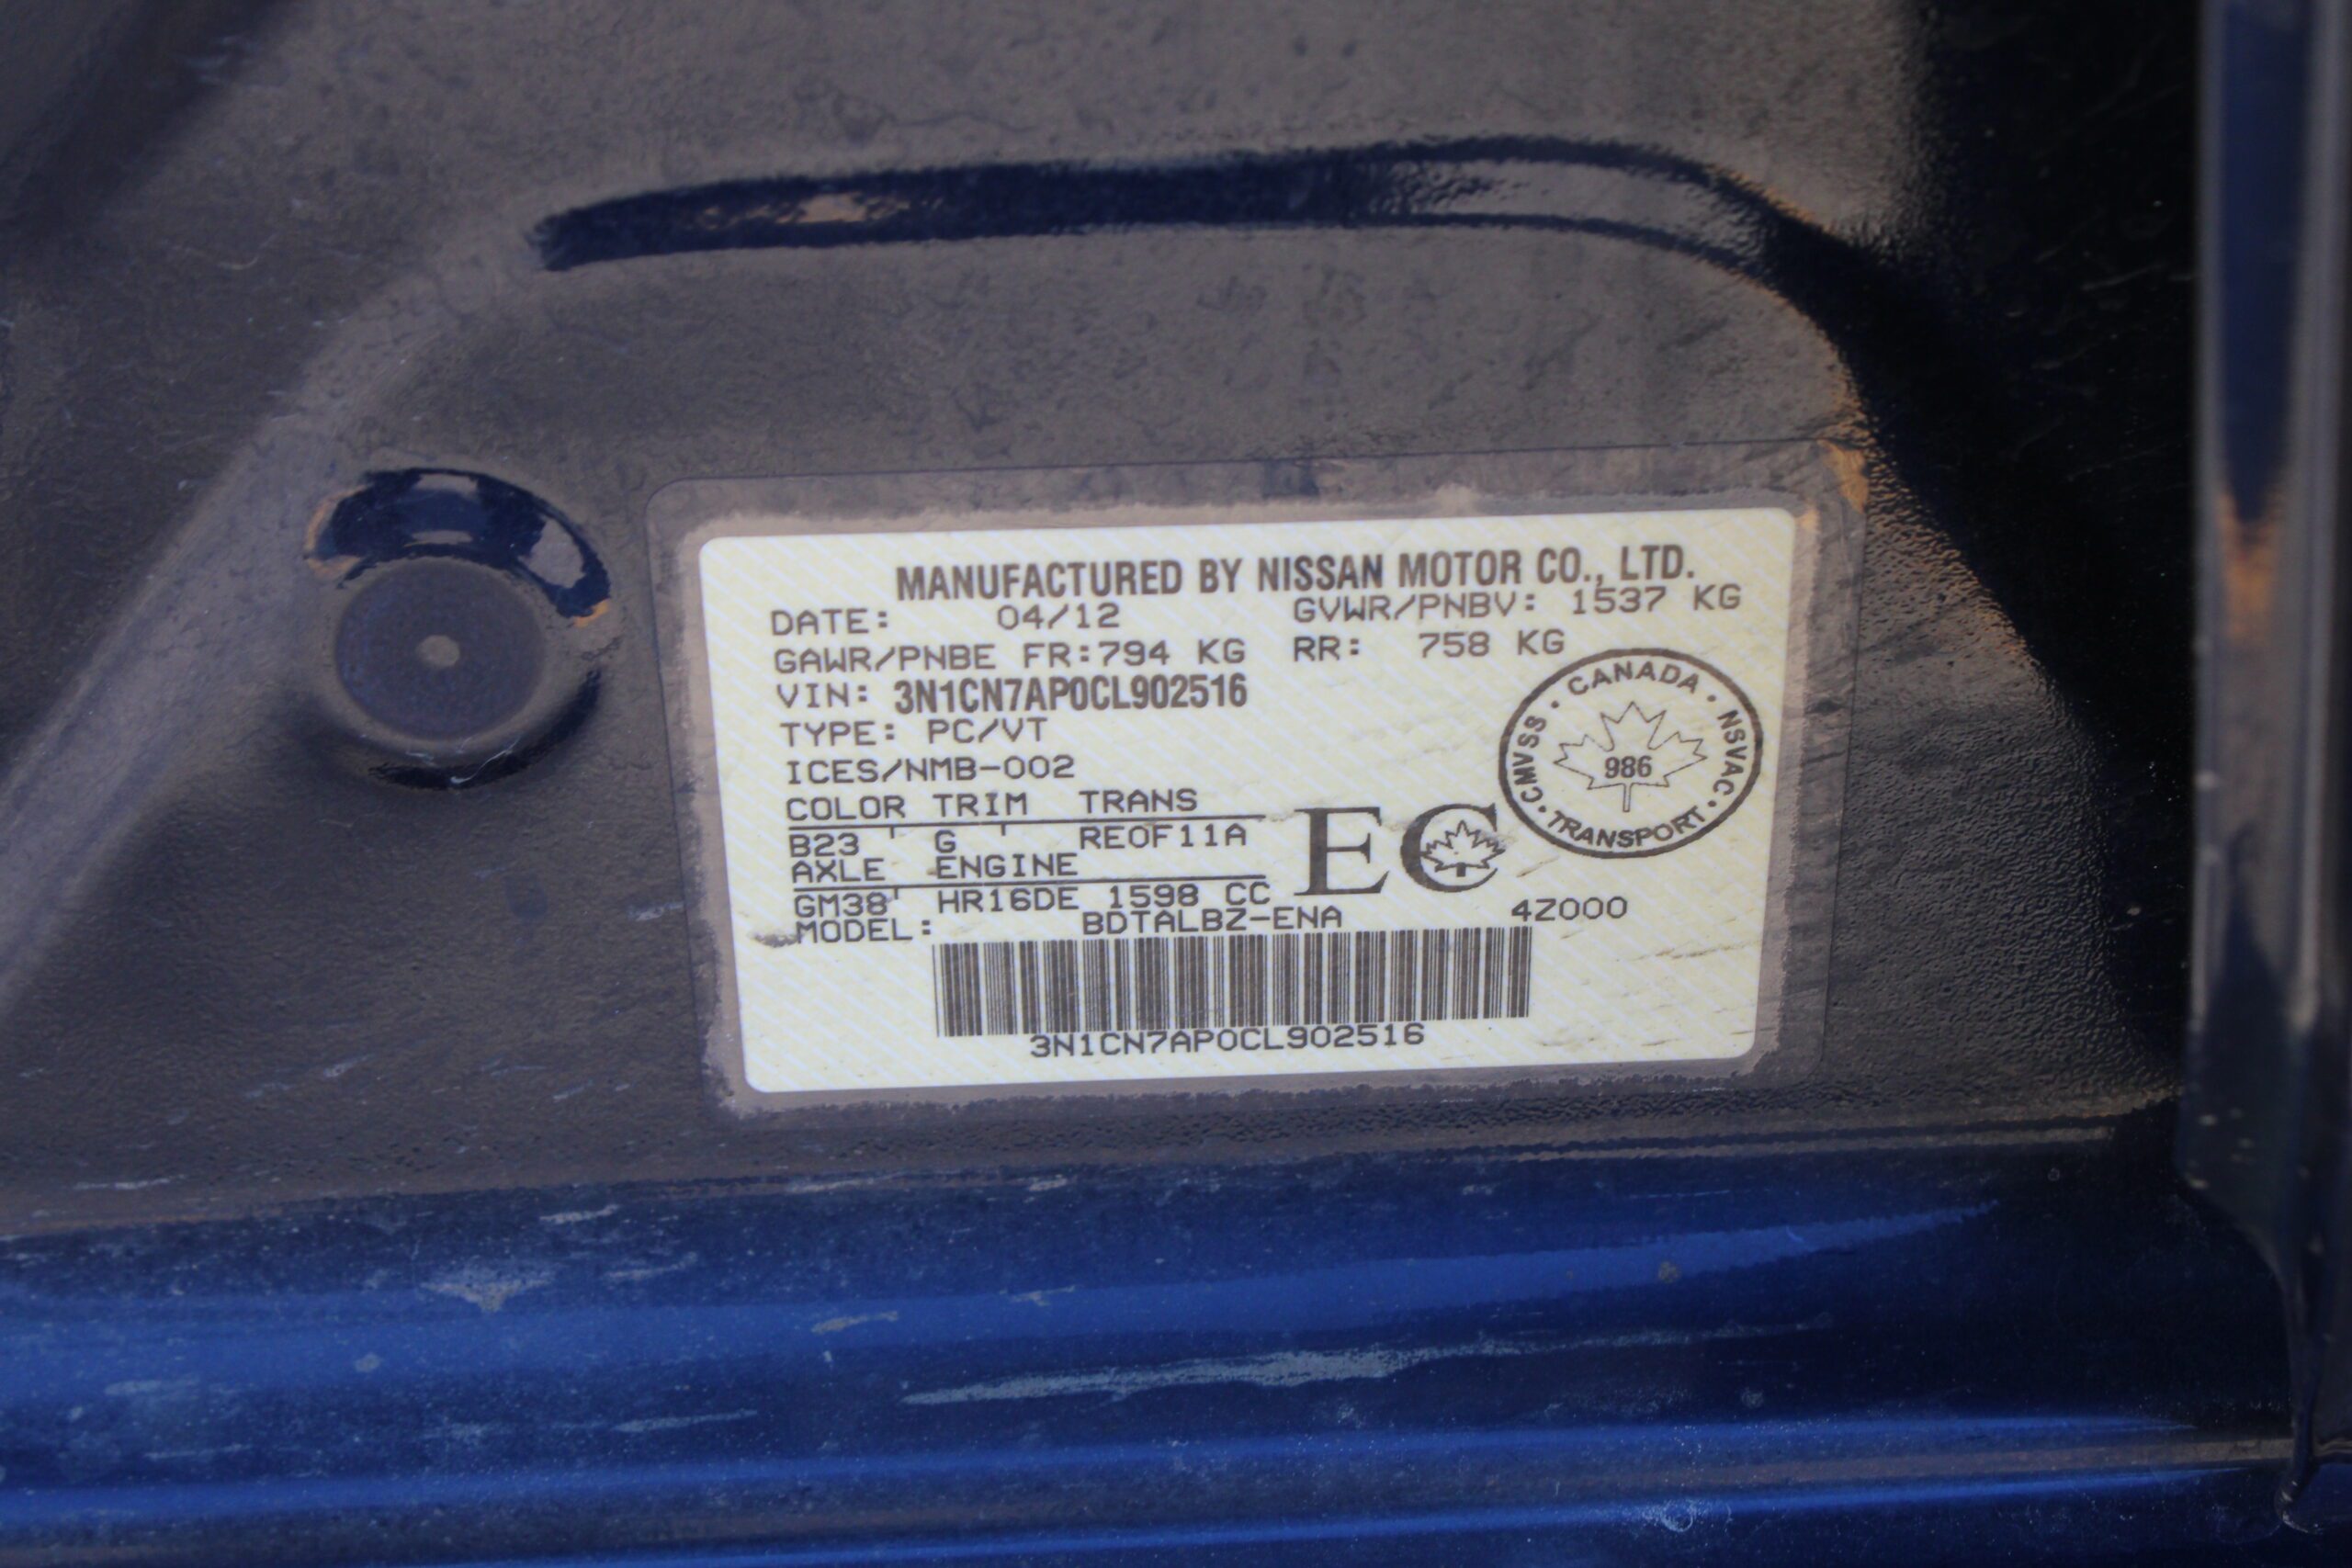 MANUFACTURED BY NISSAN MOTOR CO., LTD.
DATE: 04/12 GVWR/PNBV: 1537 KG
GAWR/PNBE FR:794 KG RR: 758 KG
VIN: 3N1CN7AP0CL902516
TYPE: PC/VT
ICES/NMB-002
COLOR TRIM TRANS
B23 G RE0F11A
AXLE ENGINE
GM38 HR16DE 1598 CC
MODEL: BDTALBZ-ENA 4Z000
EC
CANADA · NSVAC · TRANSPORT · CMVSS ·
986
3N1CN7AP0CL902516